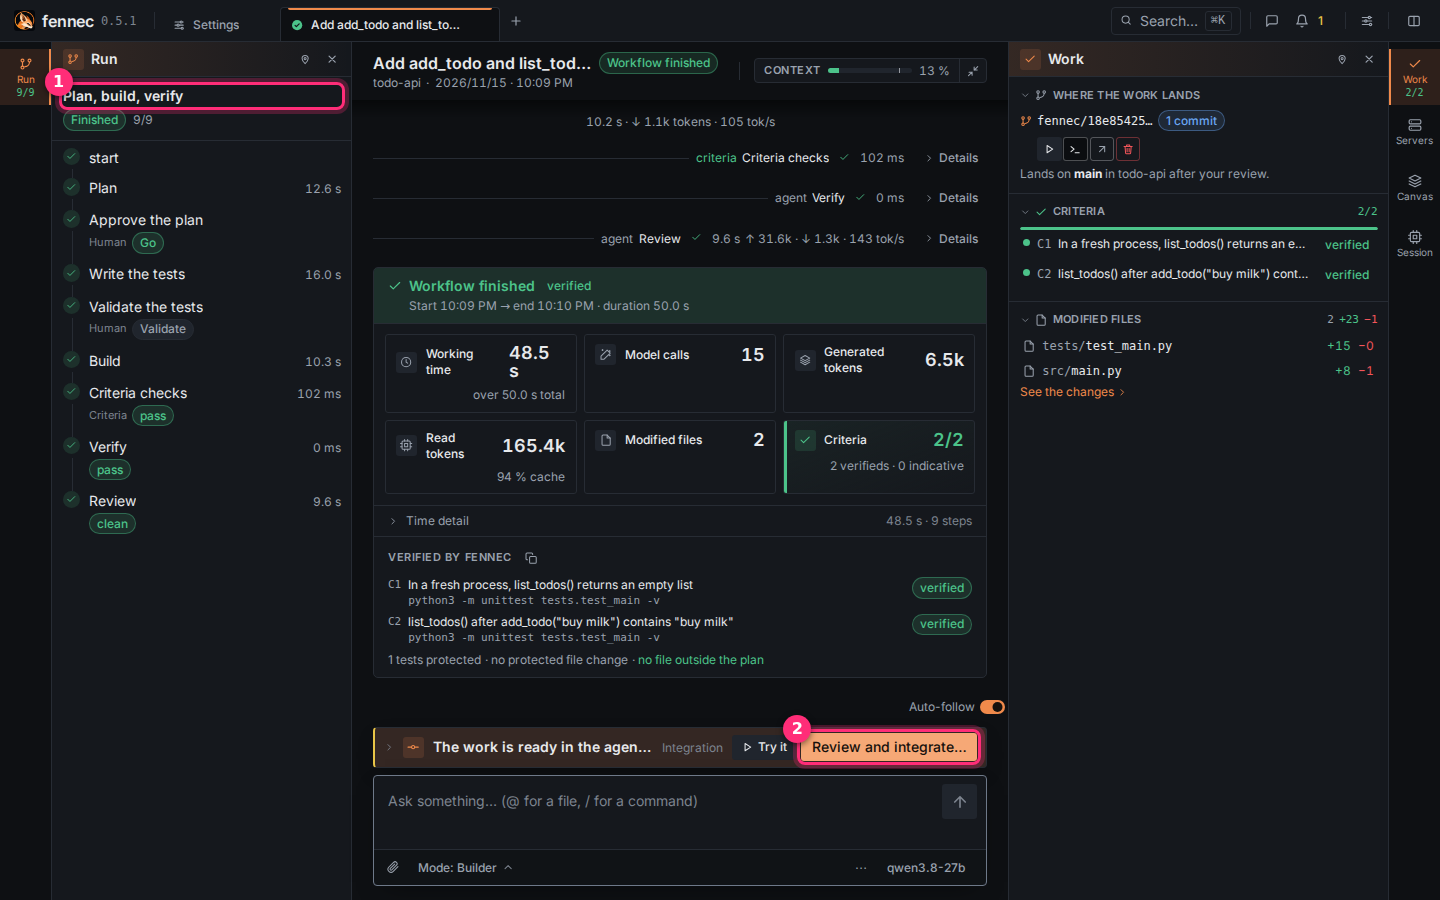 fennec 0.5.1
Settings
Add add_todo and list_to...
Search... ⌘K
1
Run
9/9
Run
1
Plan, build, verify
Finished 9/9
start
Plan 12.6 s
Approve the plan
Human Go
Write the tests 16.0 s
Validate the tests
Human Validate
Build 10.3 s
Criteria checks 102 ms
Criteria pass
Verify 0 ms
pass
Review 9.6 s
clean
Add add_todo and list_tod... Workflow finished
todo-api · 2026/11/15 · 10:09 PM
CONTEXT 13 %
10.2 s · ↓ 1.1k tokens · 105 tok/s
criteria Criteria checks ✓ 102 ms > Details
agent Verify ✓ 0 ms > Details
agent Review ✓ 9.6 s ↑ 31.6k · ↓ 1.3k · 143 tok/s > Details
Workflow finished verified
Start 10:09 PM → end 10:10 PM · duration 50.0 s
Working time 48.5 s
over 50.0 s total
Model calls 15
Generated tokens 6.5k
Read tokens 165.4k
94 % cache
Modified files 2
Criteria 2/2
2 verifieds · 0 indicative
Time detail 48.5 s · 9 steps
VERIFIED BY FENNEC
C1 In a fresh process, list_todos() returns an empty list verified
python3 -m unittest tests.test_main -v
C2 list_todos() after add_todo("buy milk") contains "buy milk" verified
python3 -m unittest tests.test_main -v
1 tests protected · no protected file change · no file outside the plan
Auto-follow
2
The work is ready in the agen... Integration Try it Review and integrate...
Ask something... (@ for a file, / for a command)
Mode: Builder ... qwen3.8-27b
Work
WHERE THE WORK LANDS
fennec/18e85425... 1 commit
Lands on main in todo-api after your review.
CRITERIA 2/2
C1 In a fresh process, list_todos() returns an e... verified
C2 list_todos() after add_todo("buy milk") cont... verified
MODIFIED FILES 2 +23 −1
tests/test_main.py +15 −0
src/main.py +8 −1
See the changes >
Work
2/2
Servers
Canvas
Session